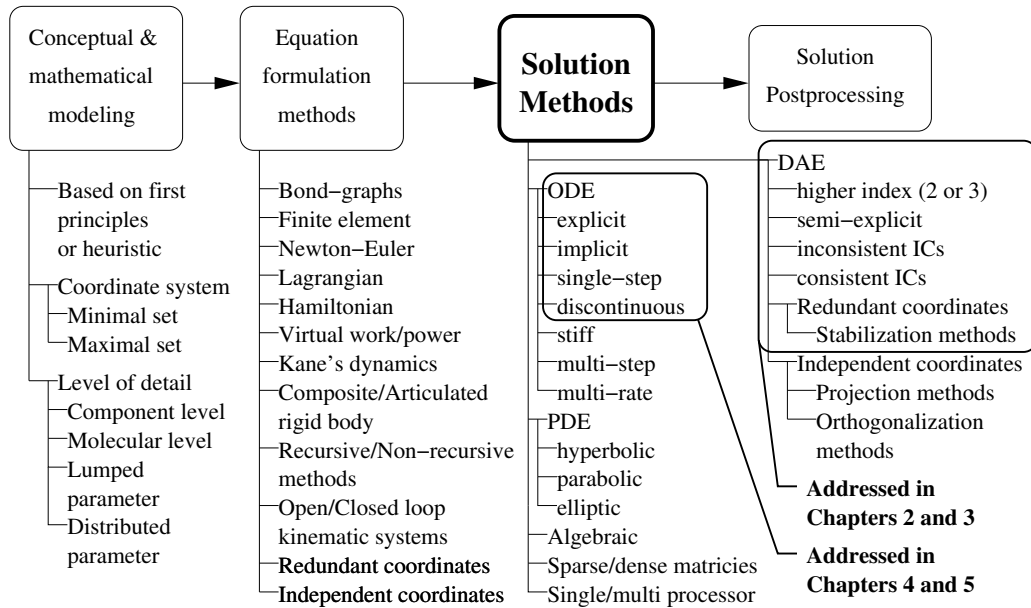 Conceptual &
mathematical
modeling
Equation
formulation
methods
Solution
Methods
Solution
Postprocessing
Based on first
principles
or heuristic
Coordinate system
Minimal set
Maximal set
Level of detail
Component level
Molecular level
Lumped
parameter
Distributed
parameter
Bond−graphs
Finite element
Newton−Euler
Lagrangian
Hamiltonian
Virtual work/power
Kane's dynamics
Composite/Articulated
rigid body
Recursive/Non−recursive
methods
Open/Closed loop
kinematic systems
Redundant coordinates
Independent coordinates
ODE
explicit
implicit
single−step
discontinuous
stiff
multi−step
multi−rate
PDE
hyperbolic
parabolic
elliptic
Algebraic
Sparse/dense matricies
Single/multi processor
DAE
higher index (2 or 3)
semi−explicit
inconsistent ICs
consistent ICs
Redundant coordinates
Stabilization methods
Independent coordinates
Projection methods
Orthogonalization
methods
Addressed in
Chapters 2 and 3
Addressed in
Chapters 4 and 5